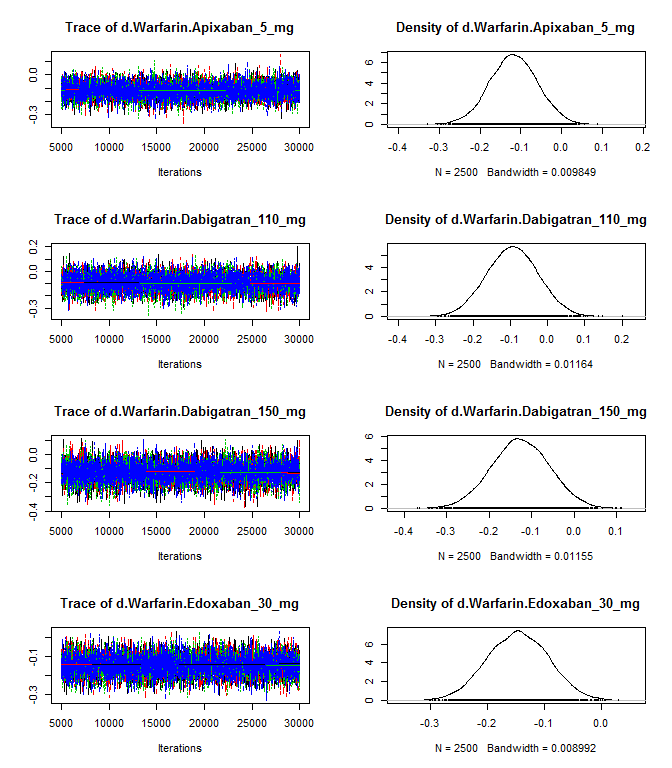 Trace of d.Warfarin.Apixaban_5_mg
0.0
-0.3
5000 10000 15000 20000 25000 30000
Iterations
Density of d.Warfarin.Apixaban_5_mg
6
4
2
0
-0.4 -0.3 -0.2 -0.1 0.0 0.1 0.2
N = 2500 Bandwidth = 0.009849
Trace of d.Warfarin.Dabigatran_110_mg
0.2
0.0
-0.3
5000 10000 15000 20000 25000 30000
Iterations
Density of d.Warfarin.Dabigatran_110_mg
4
2
0
-0.4 -0.3 -0.2 -0.1 0.0 0.1 0.2
N = 2500 Bandwidth = 0.01164
Trace of d.Warfarin.Dabigatran_150_mg
0.0
-0.2
-0.4
5000 10000 15000 20000 25000 30000
Iterations
Density of d.Warfarin.Dabigatran_150_mg
6
4
2
0
-0.4 -0.3 -0.2 -0.1 0.0 0.1
N = 2500 Bandwidth = 0.01155
Trace of d.Warfarin.Edoxaban_30_mg
-0.1
-0.3
5000 10000 15000 20000 25000 30000
Iterations
Density of d.Warfarin.Edoxaban_30_mg
6
4
2
0
-0.3 -0.2 -0.1 0.0
N = 2500 Bandwidth = 0.008992